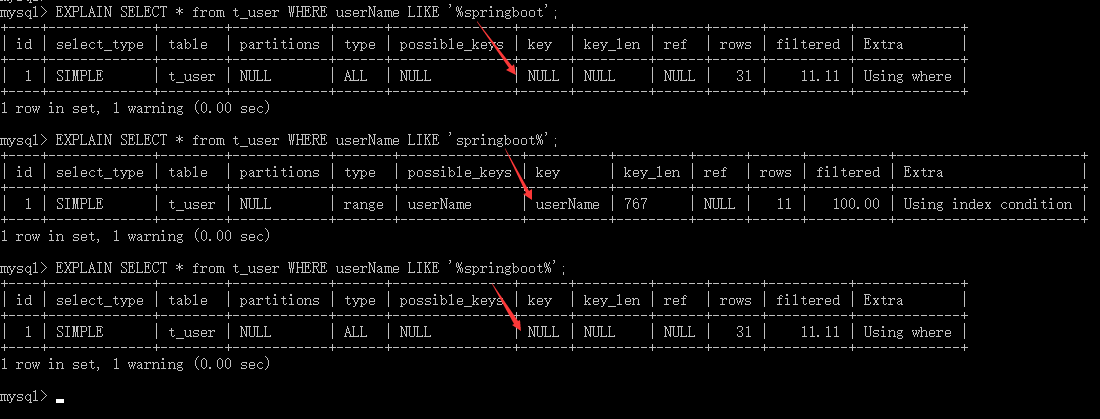 mysql> EXPLAIN SELECT * from t_user WHERE userName LIKE '%springboot';
+----+-------------+--------+------------+------+---------------+------+---------+------+------+----------+-------------+
| id | select_type | table | partitions | type | possible_keys | key | key_len | ref | rows | filtered | Extra |
+----+-------------+--------+------------+------+---------------+------+---------+------+------+----------+-------------+
| 1 | SIMPLE | t_user | NULL | ALL | NULL | NULL | NULL | NULL | 31 | 11.11 | Using where |
+----+-------------+--------+------------+------+---------------+------+---------+------+------+----------+-------------+
1 row in set, 1 warning (0.00 sec)
mysql> EXPLAIN SELECT * from t_user WHERE userName LIKE 'springboot%';
+----+-------------+--------+------------+-------+---------------+----------+---------+------+------+----------+-----------------------+
| id | select_type | table | partitions | type | possible_keys | key | key_len | ref | rows | filtered | Extra |
+----+-------------+--------+------------+-------+---------------+----------+---------+------+------+----------+-----------------------+
| 1 | SIMPLE | t_user | NULL | range | userName | userName | 767 | NULL | 11 | 100.00 | Using index condition |
+----+-------------+--------+------------+-------+---------------+----------+---------+------+------+----------+-----------------------+
1 row in set, 1 warning (0.00 sec)
mysql> EXPLAIN SELECT * from t_user WHERE userName LIKE '%springboot%';
+----+-------------+--------+------------+------+---------------+------+---------+------+------+----------+-------------+
| id | select_type | table | partitions | type | possible_keys | key | key_len | ref | rows | filtered | Extra |
+----+-------------+--------+------------+------+---------------+------+---------+------+------+----------+-------------+
| 1 | SIMPLE | t_user | NULL | ALL | NULL | NULL | NULL | NULL | 31 | 11.11 | Using where |
+----+-------------+--------+------------+------+---------------+------+---------+------+------+----------+-------------+
1 row in set, 1 warning (0.00 sec)
mysql> _